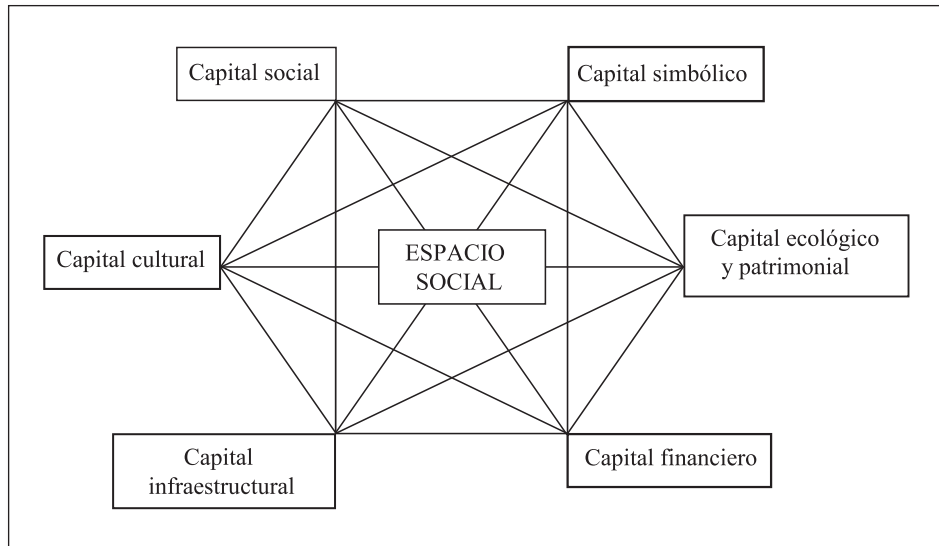 Capital social
Capital simbólico
Capital cultural
ESPACIO
SOCIAL
Capital ecológico
y patrimonial
Capital
infraestructural
Capital financiero